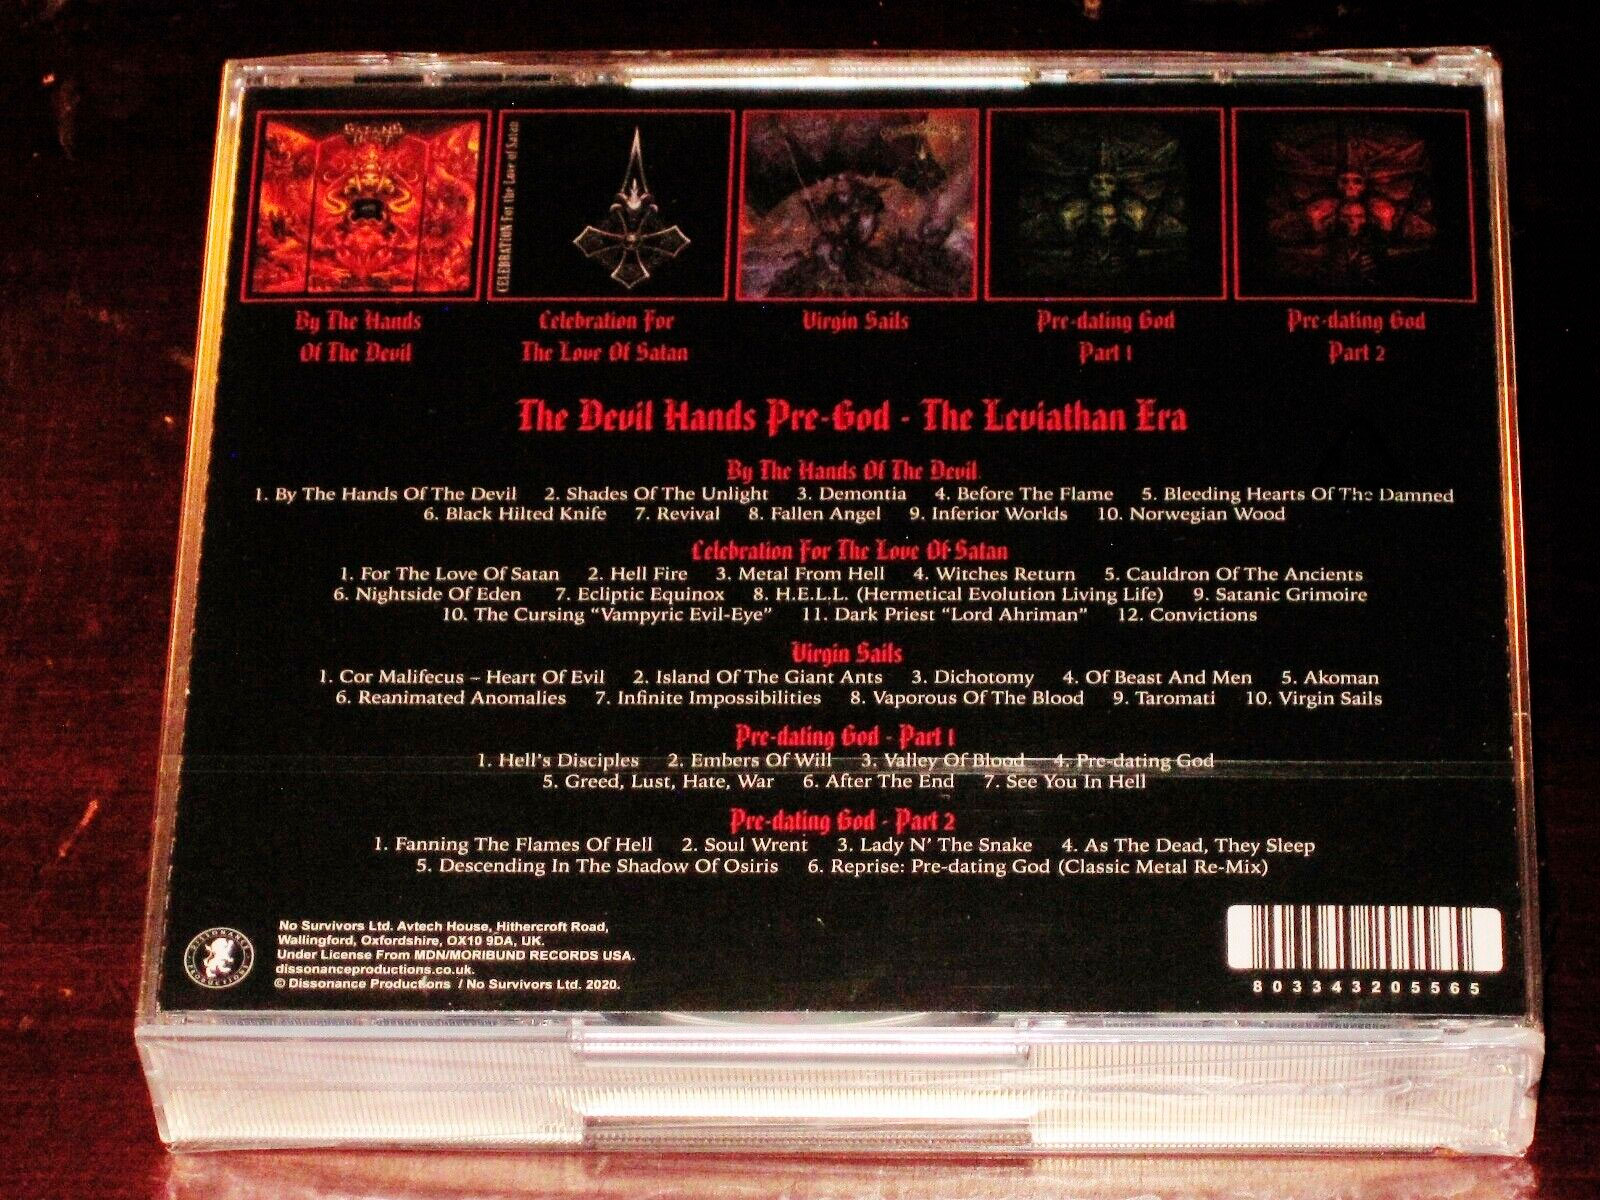 CELEBRATION For the Love of Satan
By The Hands
Of The Devil
Celebration For
The Love Of Satan
Virgin Sails
Pre-dating God
Part 1
Pre-dating God
Part 2
The Devil Hands Pre-God - The Leviathan Era
By The Hands Of The Devil
1. By The Hands Of The Devil 2. Shades Of The Unlight 3. Demontia 4. Before The Flame 5. Bleeding Hearts Of The Damned
6. Black Hilted Knife 7. Revival 8. Fallen Angel 9. Inferior Worlds 10. Norwegian Wood
Celebration For The Love Of Satan
1. For The Love Of Satan 2. Hell Fire 3. Metal From Hell 4. Witches Return 5. Cauldron Of The Ancients
6. Nightside Of Eden 7. Ecliptic Equinox 8. H.E.L.L. (Hermetical Evolution Living Life) 9. Satanic Grimoire
10. The Cursing “Vampyric Evil-Eye” 11. Dark Priest “Lord Ahriman” 12. Convictions
Virgin Sails
1. Cor Malifecus – Heart Of Evil 2. Island Of The Giant Ants 3. Dichotomy 4. Of Beast And Men 5. Akoman
6. Reanimated Anomalies 7. Infinite Impossibilities 8. Vaporous Of The Blood 9. Taromati 10. Virgin Sails
Pre-dating God - Part 1
1. Hell's Disciples 2. Embers Of Will 3. Valley Of Blood 4. Pre-dating God
5. Greed, Lust, Hate, War 6. After The End 7. See You In Hell
Pre-dating God - Part 2
1. Fanning The Flames Of Hell 2. Soul Wrent 3. Lady N' The Snake 4. As The Dead, They Sleep
5. Descending In The Shadow Of Osiris 6. Reprise: Pre-dating God (Classic Metal Re-Mix)
DISSONANCE PRODUCTIONS
No Survivors Ltd. Avtech House, Hithercroft Road,
Wallingford, Oxfordshire, OX10 9DA, UK.
Under License From MDN/MORIBUND RECORDS USA.
dissonanceproductions.co.uk.
© Dissonance Productions / No Survivors Ltd. 2020.
803343205565